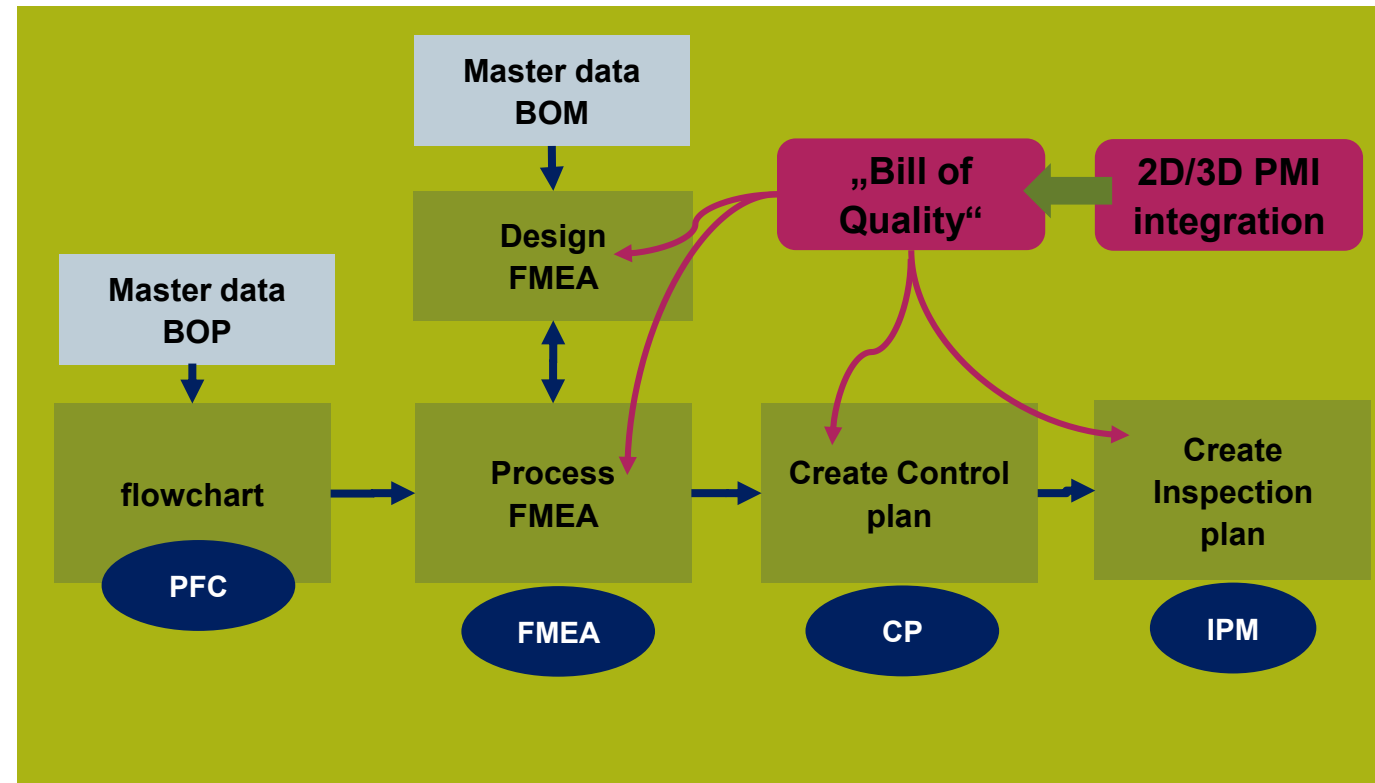 Master data
BOM
„Bill of
Quality“
2D/3D PMI
integration
Design
FMEA
Master data
BOP
flowchart
Process
FMEA
Create Control
plan
Create
Inspection
plan
PFC
FMEA
CP
IPM